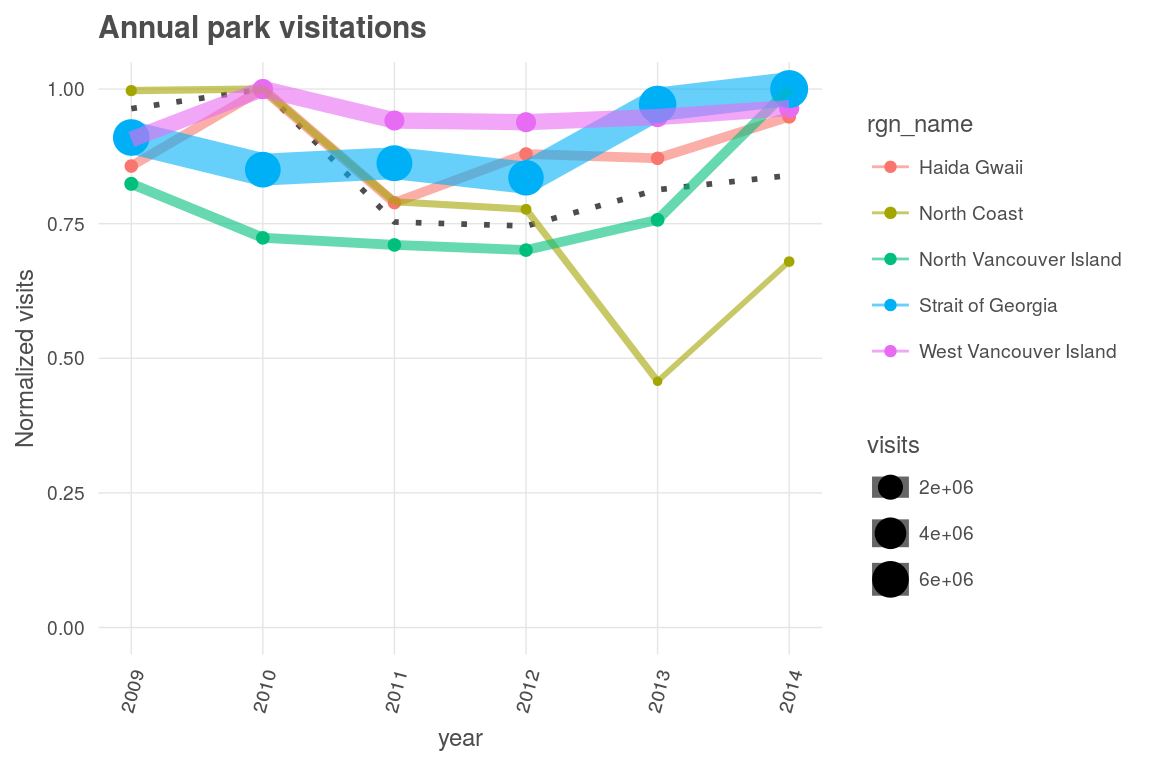 Annual park visitations
Normalized visits
1.00
0.75
0.50
0.25
0.00
2009
2010
2011
2012
2013
2014
year
rgn_name
Haida Gwaii
North Coast
North Vancouver Island
Strait of Georgia
West Vancouver Island
visits
2e+06
4e+06
6e+06